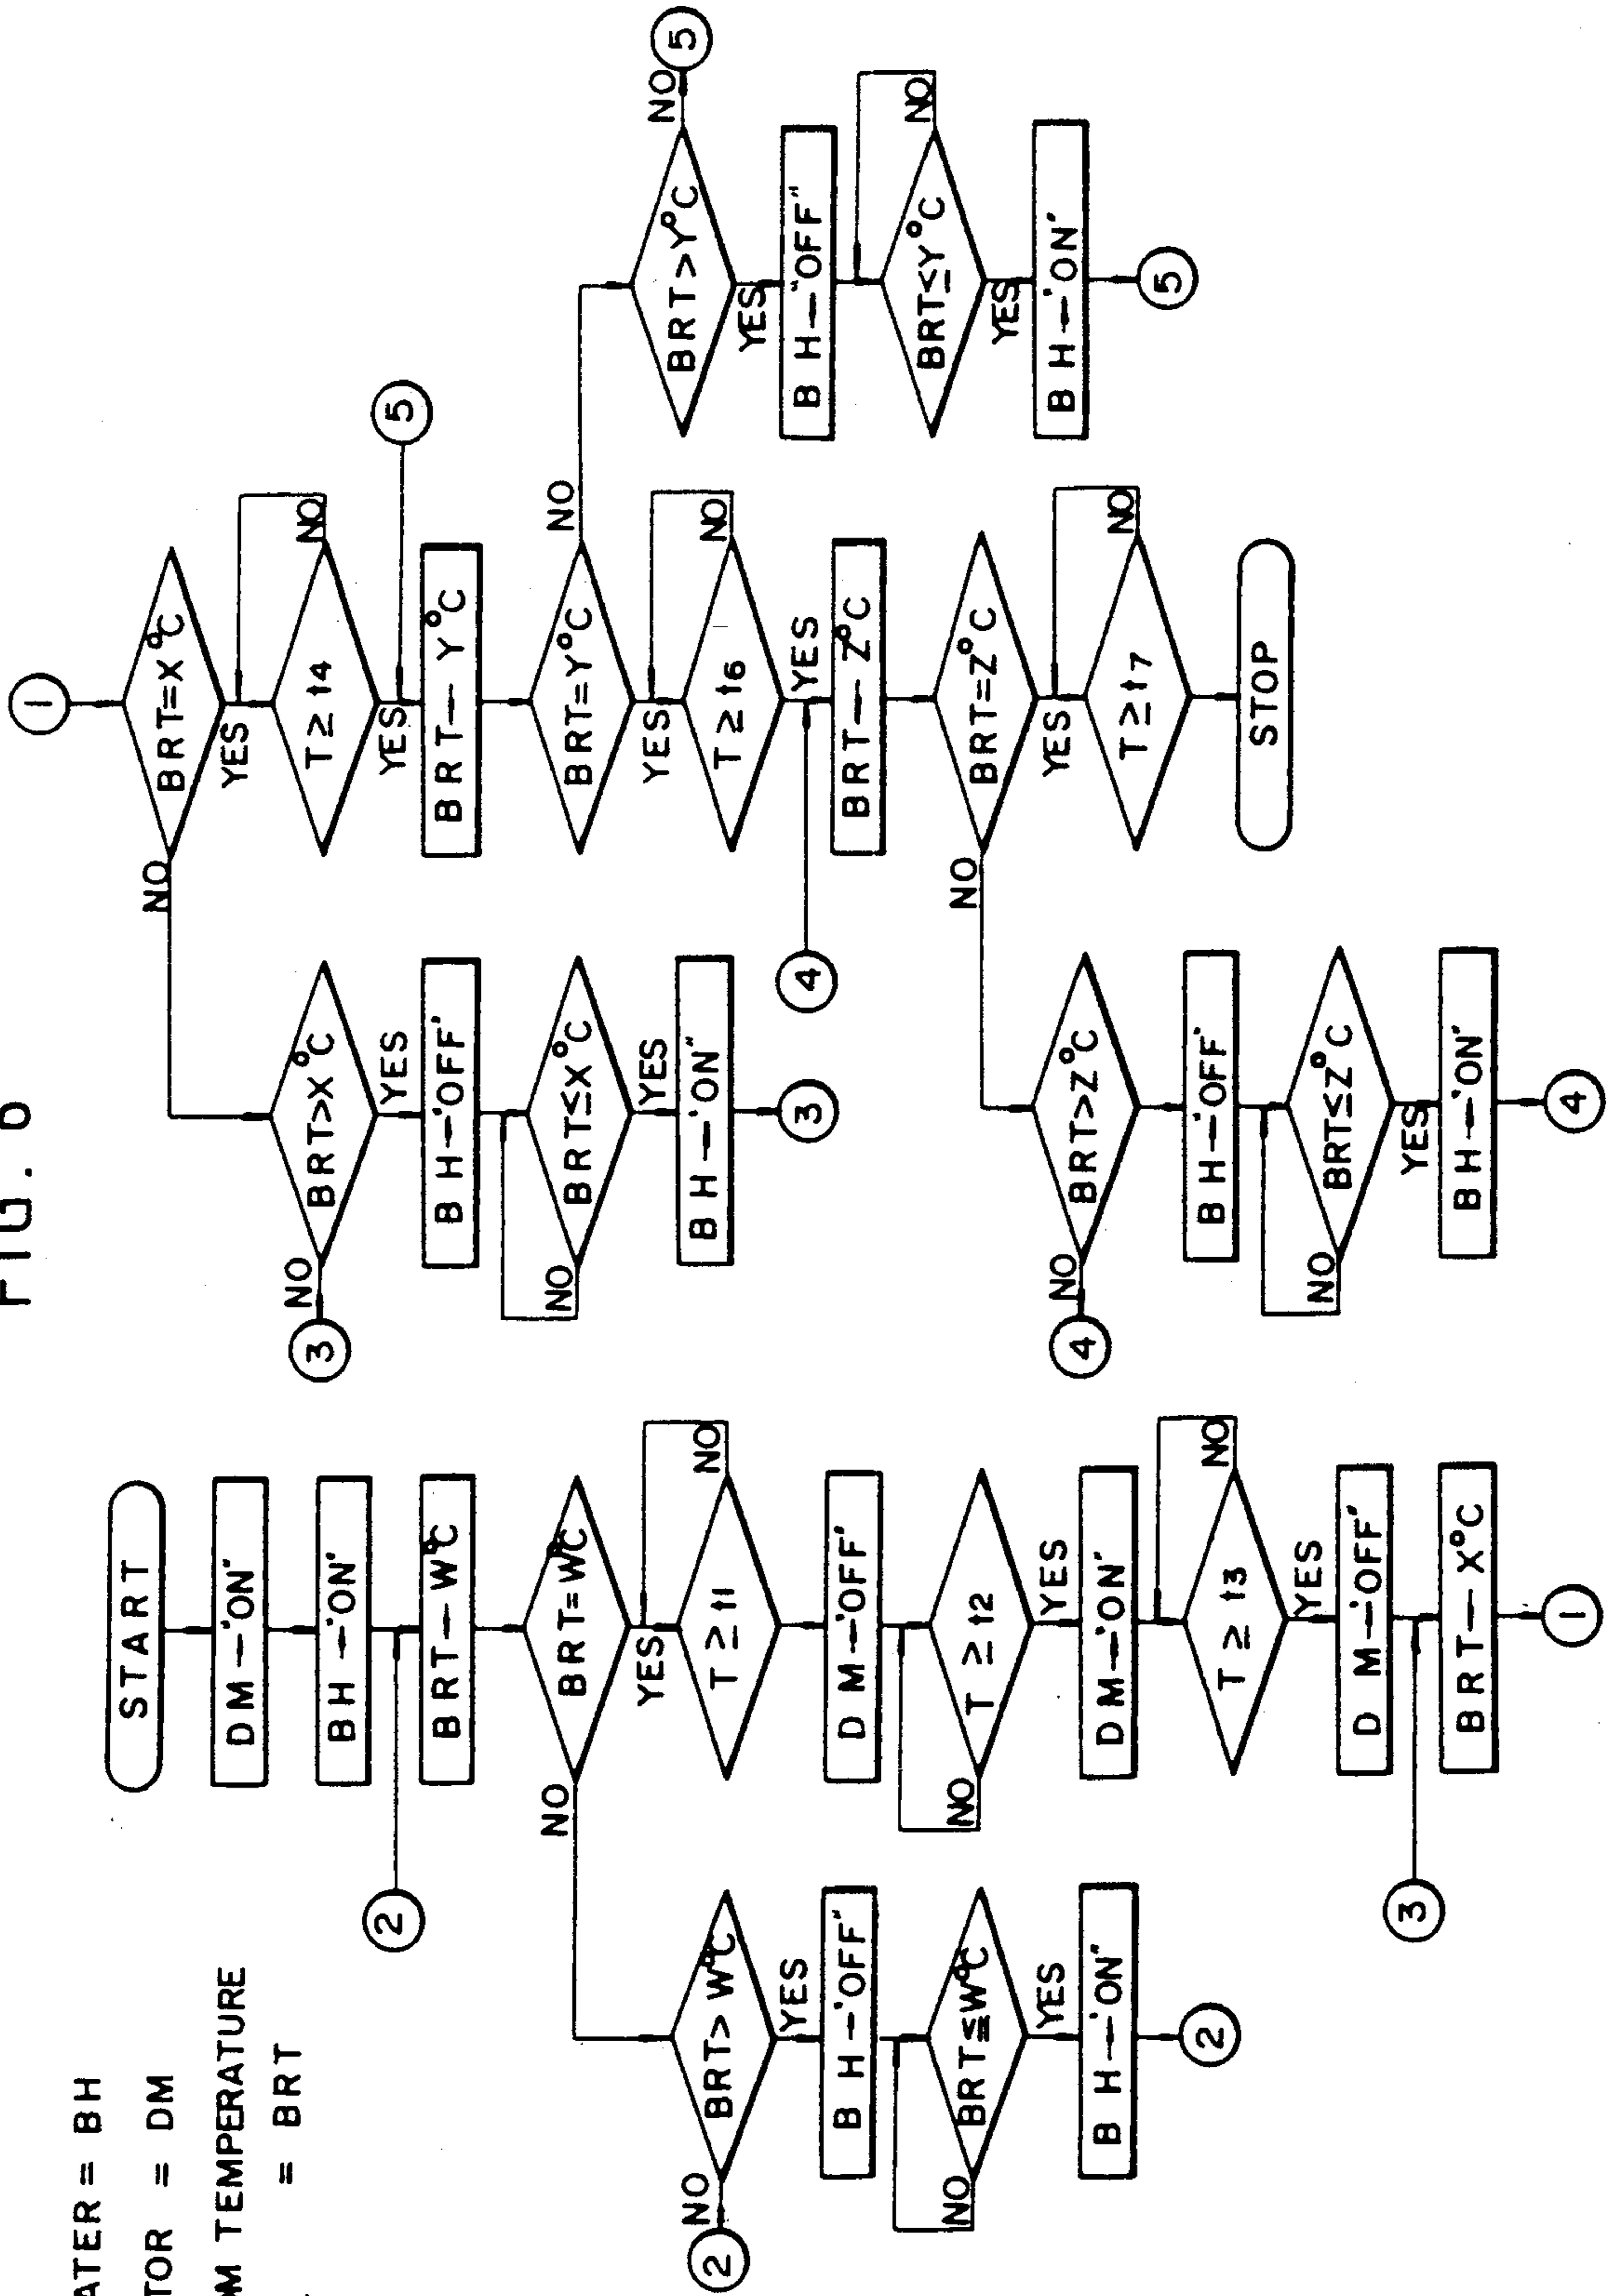 FIG. 6
ATER = BH
TOR = DM
OM TEMPERATURE
= BRT
START
DM—"ON"
BH—"ON"
2
BRT—W°C
BRT=W°C
NO
YES
T ≥ t1
NO
DM—"OFF"
T ≥ t2
NO
YES
DM—"ON"
T ≥ t3
NO
YES
DM—"OFF"
3
BRT—X°C
1
2
NO
BRT>W°C
YES
BH—"OFF"
BRT≦W°C
NO
YES
BH—"ON"
2
1
BRT=X°C
NO
YES
T ≥ t4
NO
YES
5
BRT—Y°C
BRT=Y°C
NO
YES
T ≥ t6
NO
YES
4
BRT—Z°C
BRT=Z°C
NO
YES
T ≥ t7
NO
STOP
3
NO
BRT>X°C
YES
BH—"OFF"
BRT≤X°C
NO
YES
BH—"ON"
3
4
NO
BRT>Z°C
BH—"OFF"
BRT≤Z°C
NO
YES
BH—"ON"
4
BRT>Y°C
NO
5
YES
BH—"OFF"
BRT≤Y°C
NO
YES
BH—"ON"
5